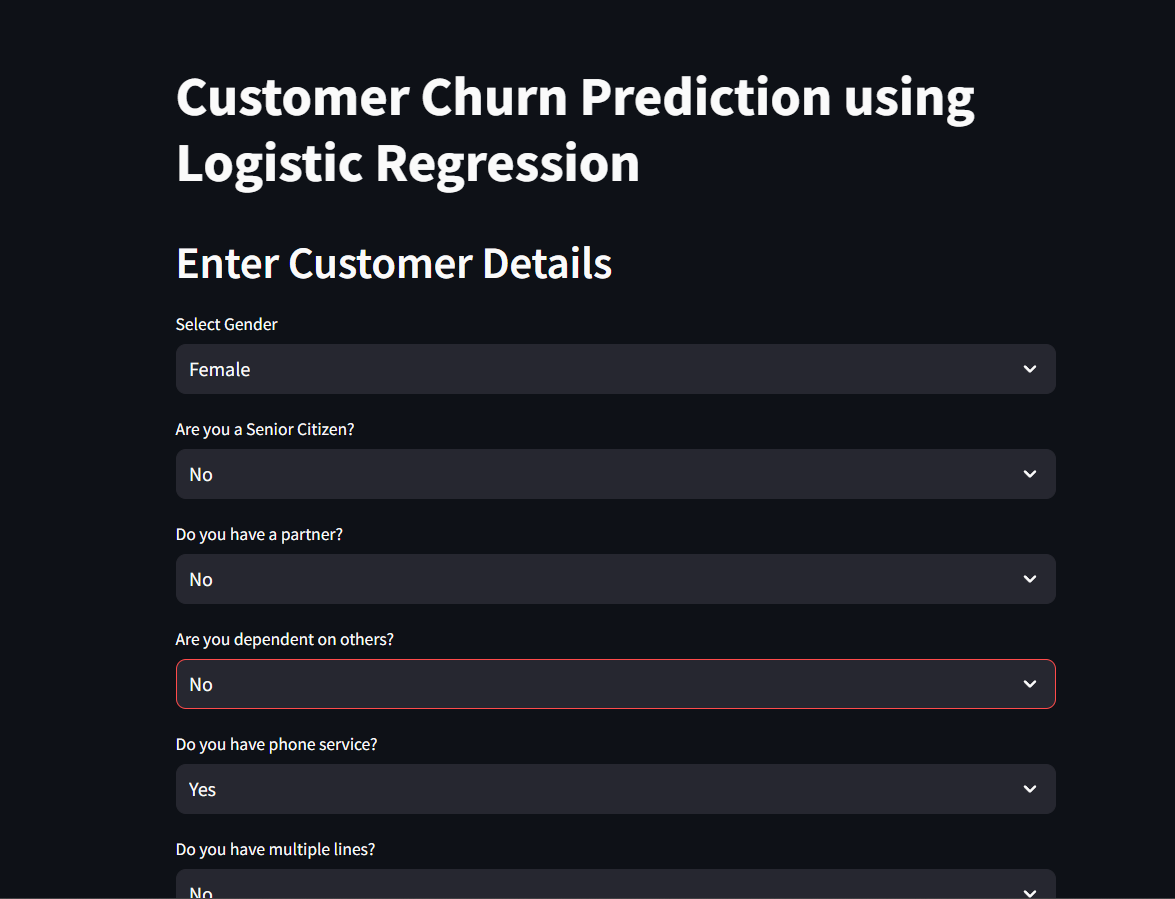 Customer Churn Prediction using
Logistic Regression
Enter Customer Details
Select Gender
Female
Are you a Senior Citizen?
No
Do you have a partner?
No
Are you dependent on others?
No
Do you have phone service?
Yes
Do you have multiple lines?
No